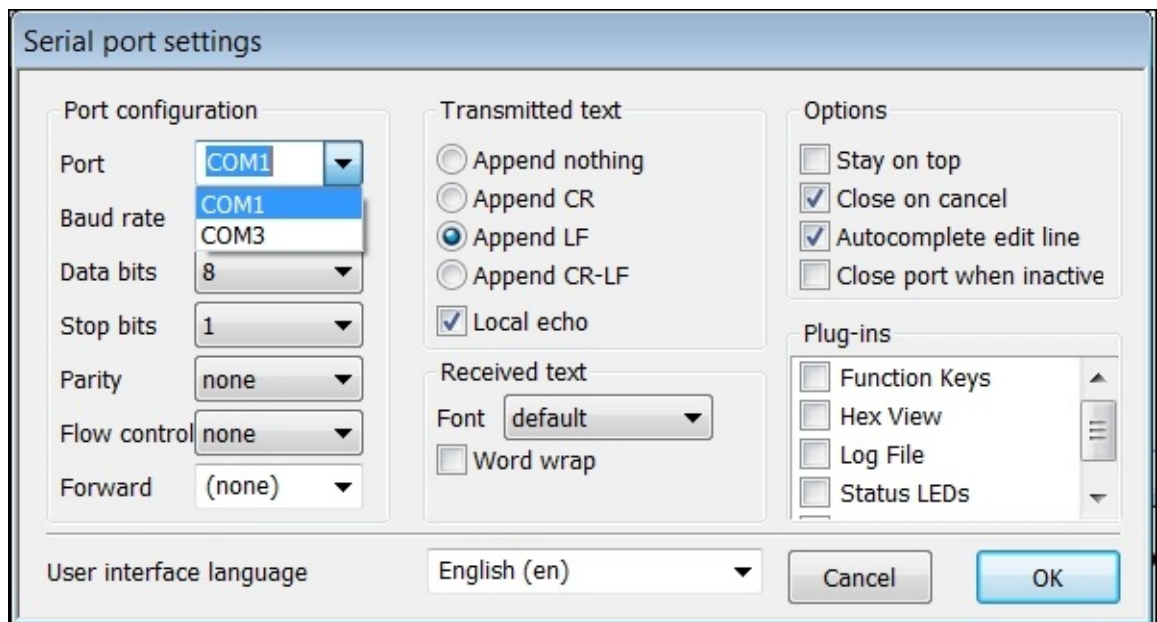 Serial port settings
Port configuration
Port COM1
COM1
COM3
Baud rate
Data bits 8
Stop bits 1
Parity none
Flow control none
Forward (none)
Transmitted text
Append nothing
Append CR
Append LF
Append CR-LF
Local echo
Received text
Font default
Word wrap
Options
Stay on top
Close on cancel
Autocomplete edit line
Close port when inactive
Plug-ins
Function Keys
Hex View
Log File
Status LEDs
User interface language English (en)
Cancel OK